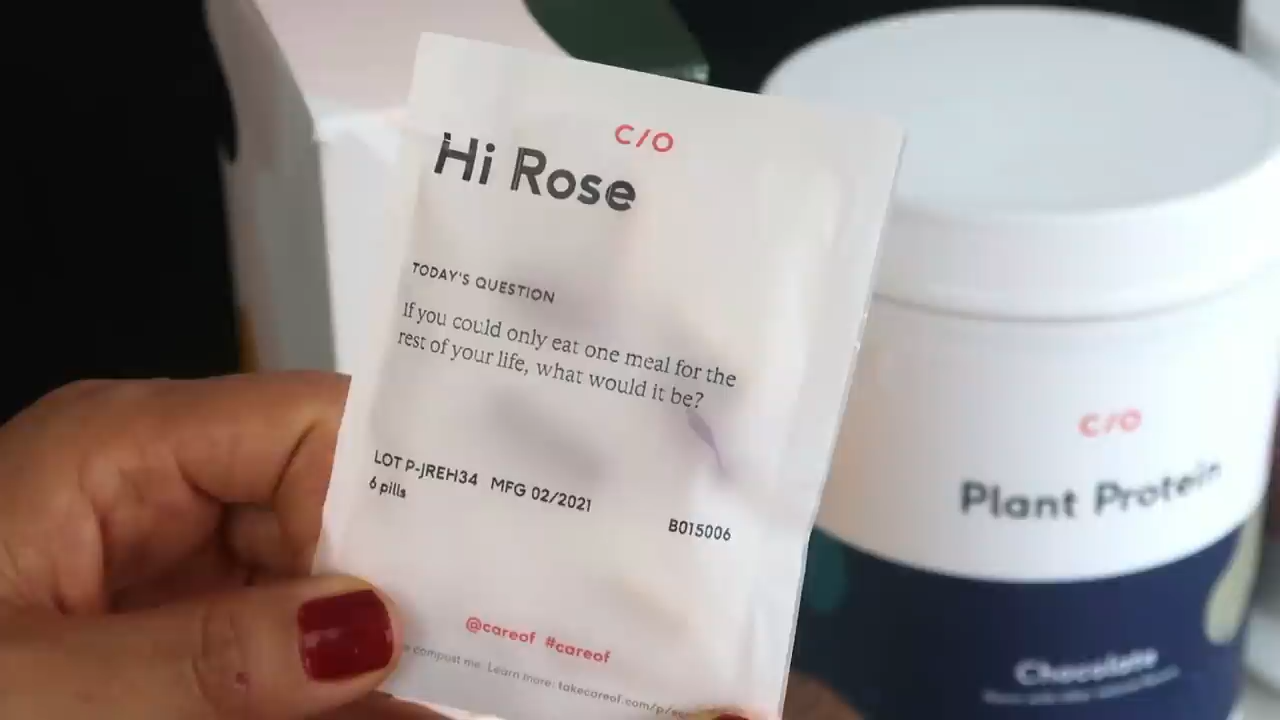 C/O
Hi Rose
TODAY'S QUESTION
If you could only eat one meal for the
rest of your life, what would it be?
LOT P-JREH34 MFG 02/2021
6 pills
B015006
@careof #careof
compost me. Learn more: takecareof.com/p/
C/O
Plant Protein
Chocolate